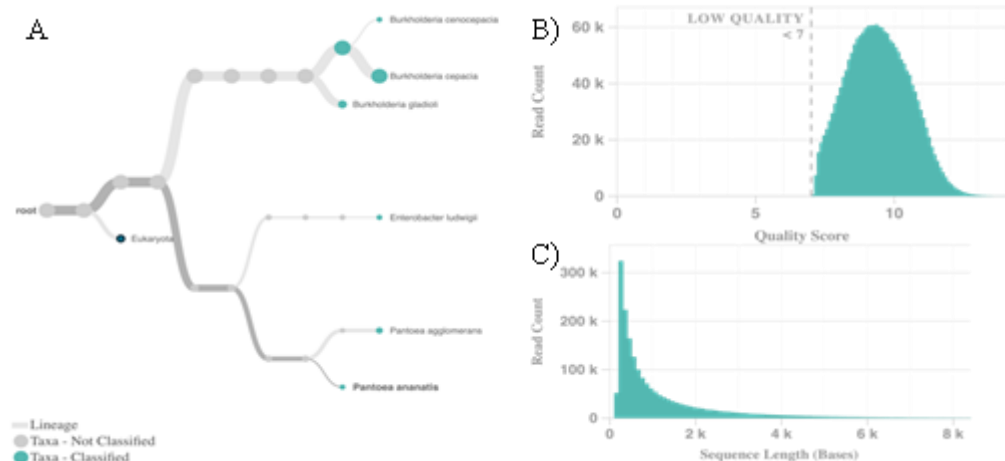 A
Burkholderia cenocepacia
Burkholderia cepacia
Burkholderia gladioli
root
Eukaryota
Enterobacter ludwigii
Pantoea agglomerans
Pantoea ananatis
Lineage
Taxa - Not Classified
Taxa - Classified
B)
LOW QUALITY
< 7
60 k
40 k
20 k
0
Read Count
0
5
10
Quality Score
C)
300 k
200 k
100 k
0
Read Count
0
2 k
4 k
6 k
8 k
Sequence Length (Bases)